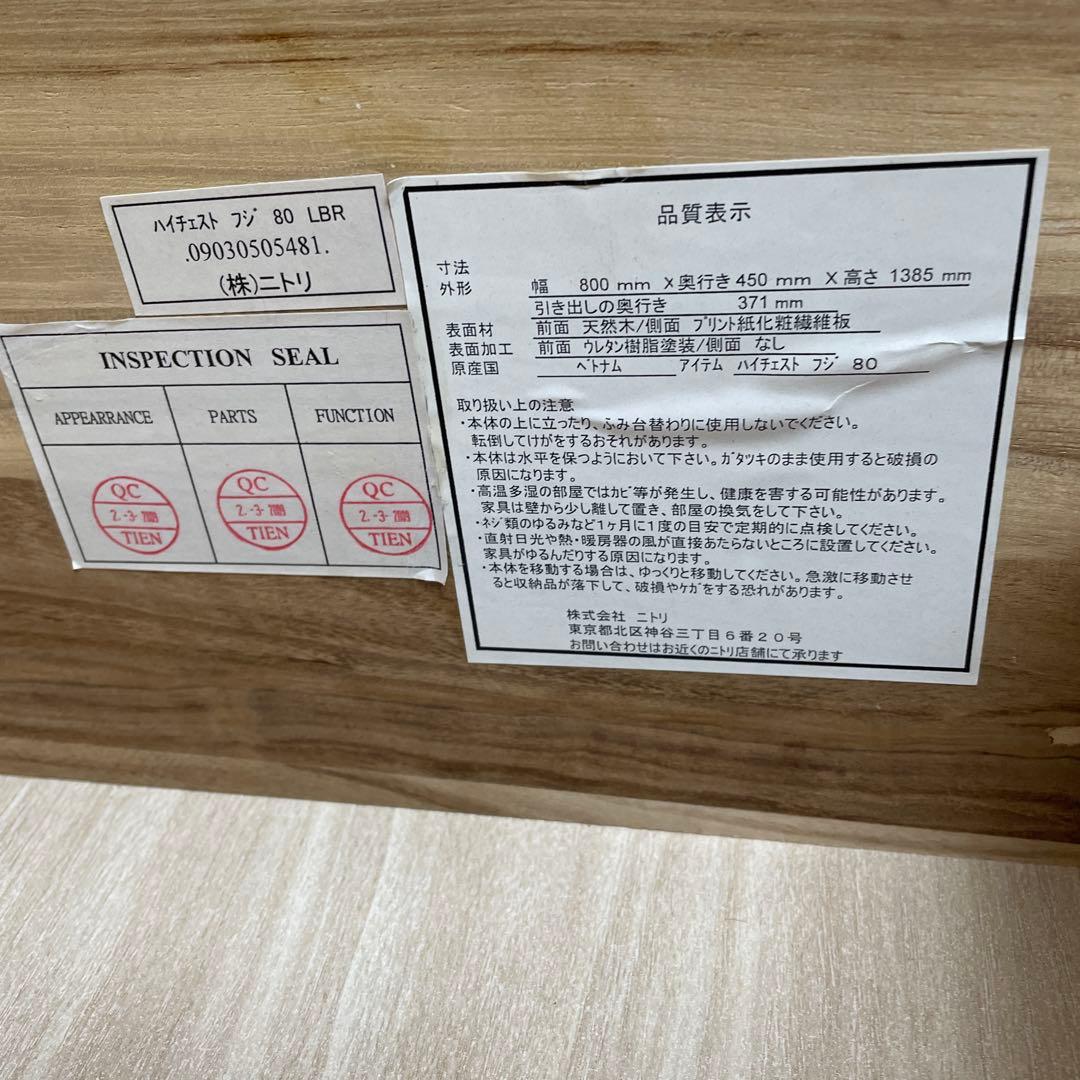 ハイチェスト フジ 80 LBR
.09030505481.
(株)ニトリ
INSPECTION SEAL
APPEARRANCE PARTS FUNCTION
QC QC QC
2.-3.-2009 2.-3.-2009 2.-3.-2009
TIEN TIEN TIEN
品質表示
寸法
外形 幅 800 mm X 奥行き 450 mm X 高さ 1385 mm
引き出しの奥行き 371 mm
表面材 前面 天然木/側面 プリント紙化粧繊維板
表面加工 前面 ウレタン樹脂塗装/側面 なし
原産国 ベトナム アイテム ハイチェスト フジ 80
取り扱い上の注意
・本体の上に立ったり、ふみ台替わりに使用しないでください。
転倒してけがをするおそれがあります。
・本体は水平を保つようにおいて下さい。ガタツキのまま使用すると破損の
原因になります。
・高温多湿の部屋ではカビ等が発生し、健康を害する可能性があります。
家具は壁から少し離して置き、部屋の換気をして下さい。
・ネジ類のゆるみなど1ヶ月に1度の目安で定期的に点検してください。
・直射日光や熱・暖房器の風が直接あたらないところに設置してください。
家具がゆるんだりする原因になります。
・本体を移動する場合は、ゆっくりと移動してください。急激に移動させ
ると収納品が落下して、破損やケガをする恐れがあります。
株式会社 ニトリ
東京都北区神谷三丁目6番20号
お問い合わせはお近くのニトリ店舗にて承ります